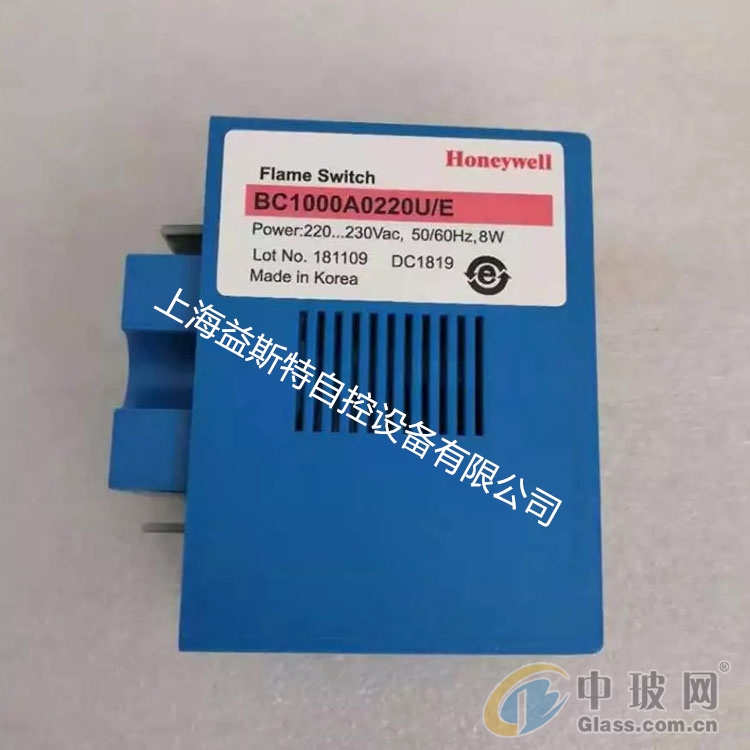 Honeywell
Flame Switch
BC1000A0220U/E
Power:220...230Vac, 50/60Hz,8W
Lot No. 181109 DC1819
Made in Korea
上海益斯特自控设备有限公司
中玻网
Glass.com.cn